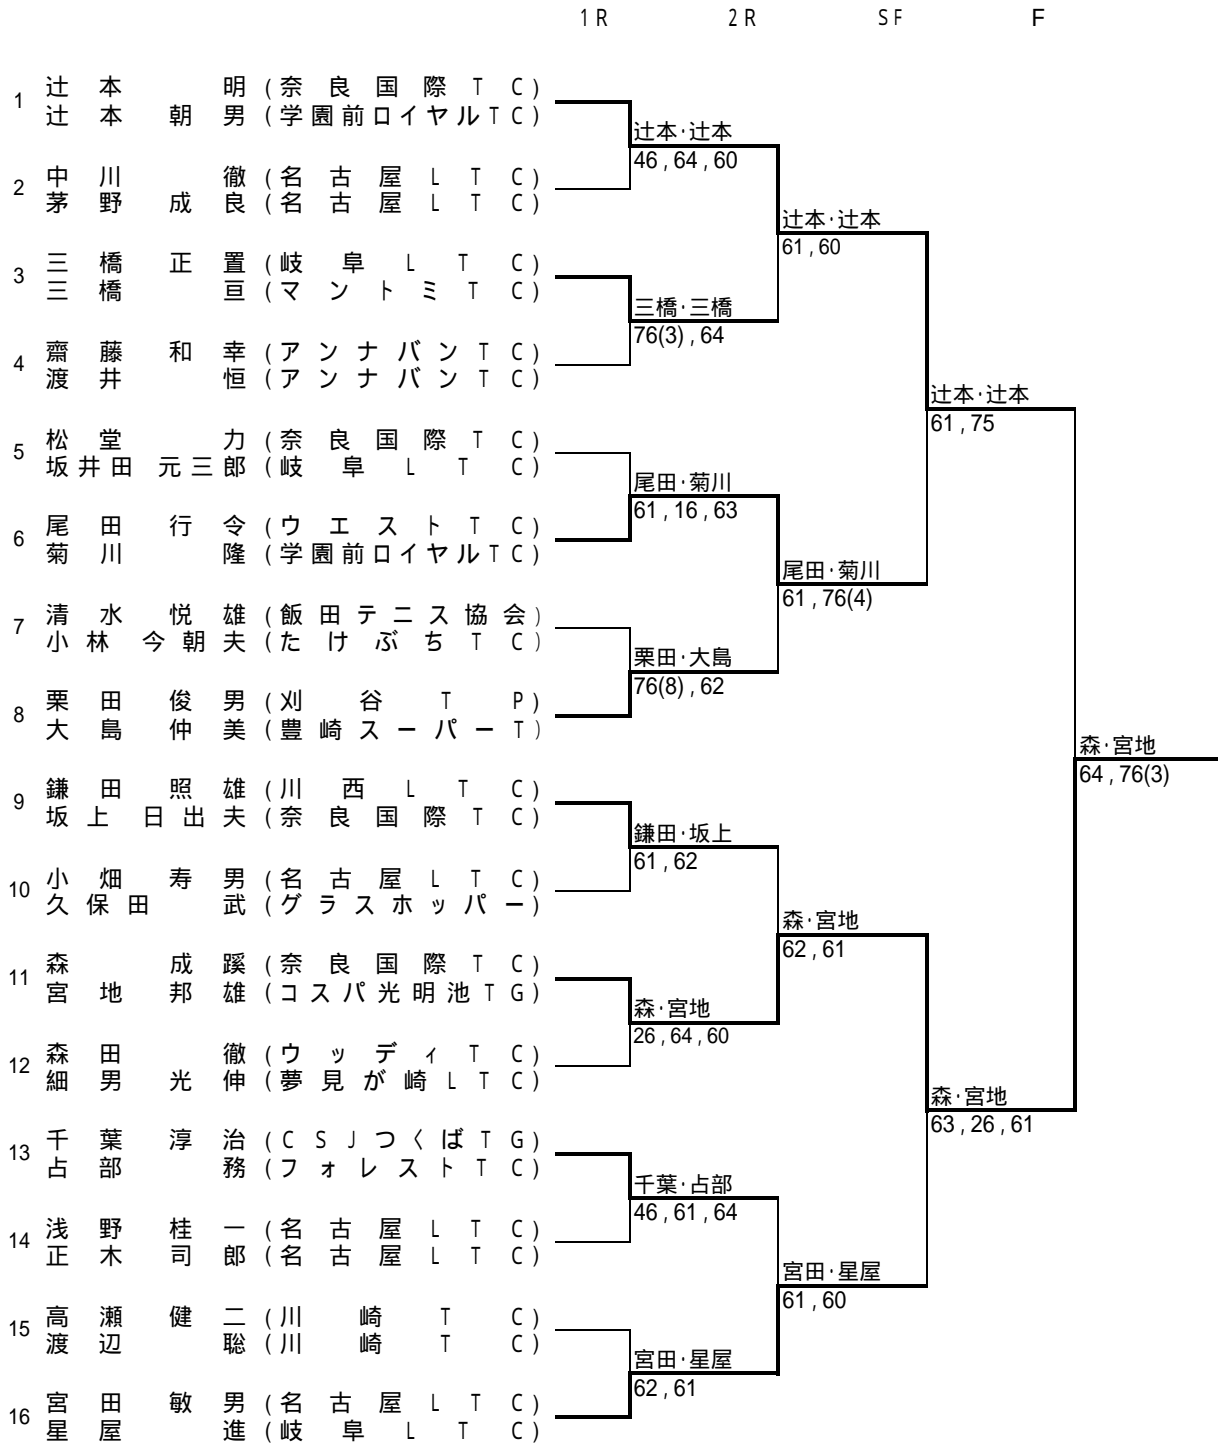 1R 2R SF F
1 辻本 明 (奈良国際TC)
辻本 朝男 (学園前ロイヤルTC)
辻本·辻本
46,64,60
2 中川 徹 (名古屋LTC)
茅野 成良 (名古屋LTC)
辻本·辻本
61,60
3 三橋 正置 (岐阜LTC)
三橋 亘 (マントミTC)
三橋·三橋
76(3),64
4 齋藤 和幸 (アンナバンTC)
渡井 恒 (アンナバンTC)
辻本·辻本
61,75
5 松堂 力 (奈良国際TC)
坂井田 元三郎 (岐阜LTC)
尾田·菊川
61,16,63
6 尾田 行令 (ウエストTC)
菊川 隆 (学園前ロイヤルTC)
尾田·菊川
61,76(4)
7 清水 悦雄 (飯田テニス協会)
小林 今朝夫 (たけぶちTC)
栗田·大島
76(8),62
8 栗田 俊男 (刈谷TP)
大島 仲美 (豊崎スーパーT)
森·宮地
64,76(3)
9 鎌田 照雄 (川西LTC)
坂上 日出夫 (奈良国際TC)
鎌田·坂上
61,62
10 小畑 寿男 (名古屋LTC)
久保田 武 (グラスホッパー)
森·宮地
62,61
11 森 成蹊 (奈良国際TC)
宮地 邦雄 (コスパ光明池TG)
森·宮地
26,64,60
12 森田 徹 (ウッディTC)
細男 光伸 (夢見が崎LTC)
森·宮地
63,26,61
13 千葉 淳治 (CSJつくばTG)
占部 務 (フォレストTC)
千葉·占部
46,61,64
14 浅野 桂一 (名古屋LTC)
正木 司郎 (名古屋LTC)
宮田·星屋
61,60
15 高瀬 健二 (川崎TC)
渡辺 聡 (川崎TC)
宮田·星屋
62,61
16 宮田 敏男 (名古屋LTC)
星屋 進 (岐阜LTC)